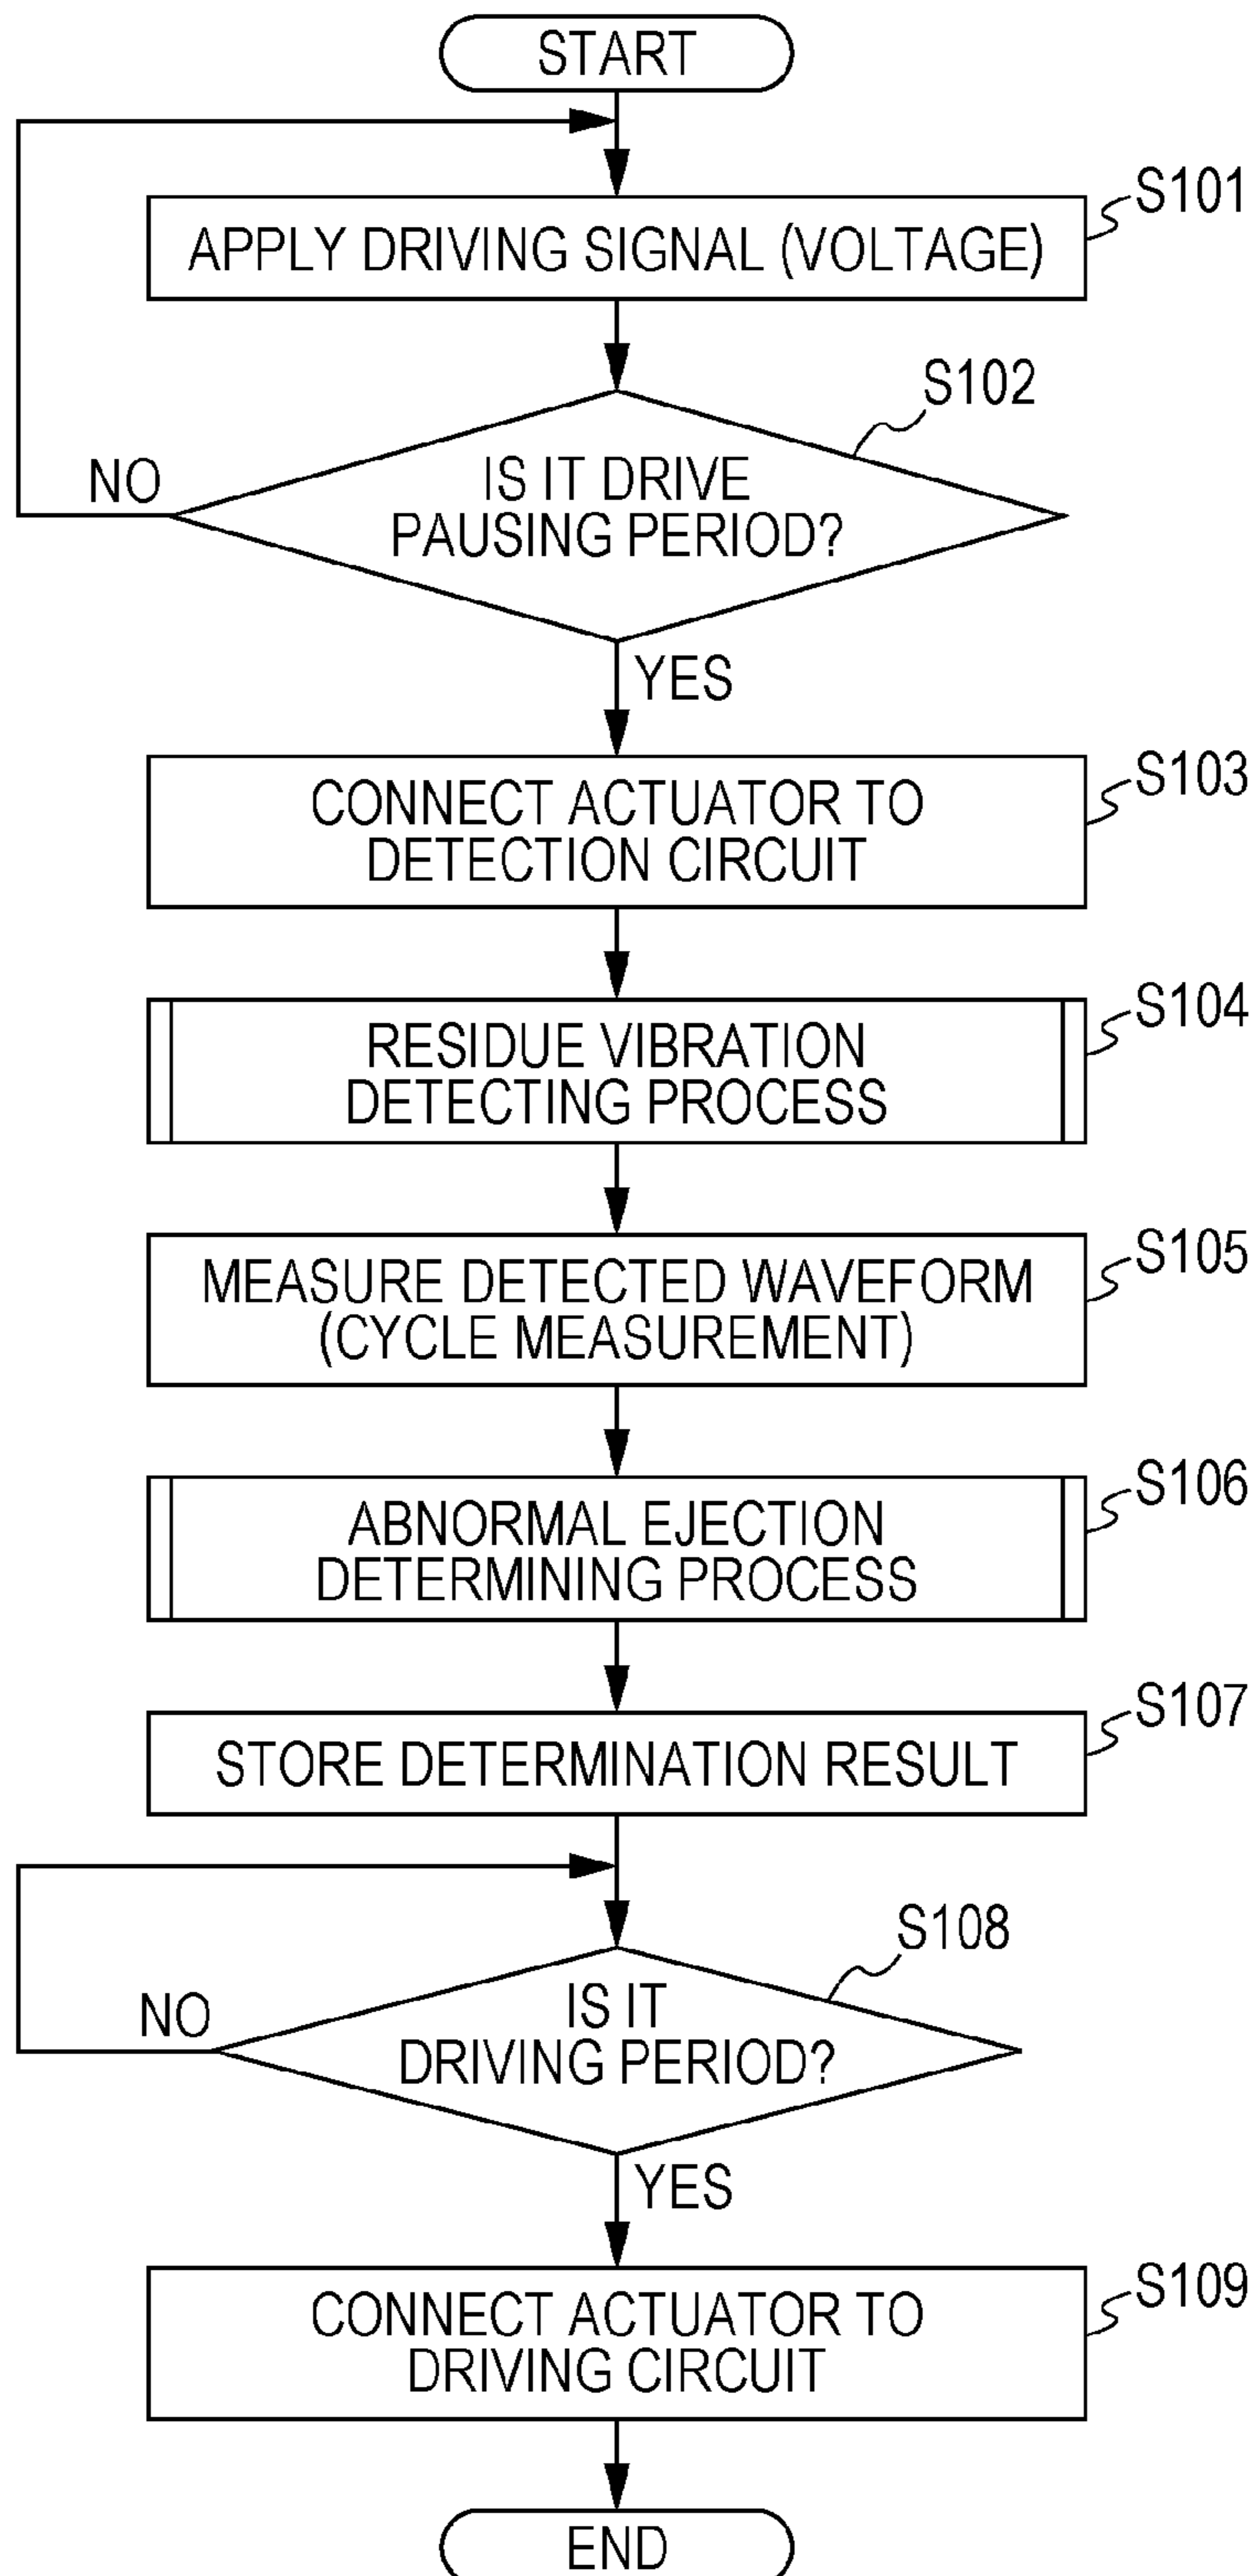 START
S101
APPLY DRIVING SIGNAL (VOLTAGE)
S102
NO
IS IT DRIVE
PAUSING PERIOD?
YES
S103
CONNECT ACTUATOR TO
DETECTION CIRCUIT
S104
RESIDUE VIBRATION
DETECTING PROCESS
S105
MEASURE DETECTED WAVEFORM
(CYCLE MEASUREMENT)
S106
ABNORMAL EJECTION
DETERMINING PROCESS
S107
STORE DETERMINATION RESULT
S108
NO
IS IT
DRIVING PERIOD?
YES
S109
CONNECT ACTUATOR TO
DRIVING CIRCUIT
END